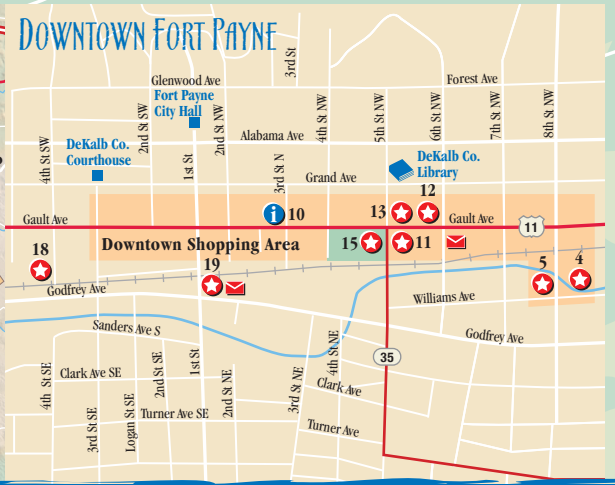 DOWNTOWN FORT PAYNE
3rd St
Glenwood Ave
Forest Ave
Fort Payne
City Hall
2nd St SW
2nd St NW
4th St NW
5th St NW
6th St NW
7th St NW
8th St NW
Alabama Ave
4th St SW
DeKalb Co.
Courthouse
1st St
3rd St N
DeKalb Co.
Library
Grand Ave
12
i 10
13
Gault Ave
Gault Ave
11
Downtown Shopping Area
15
11
18
19
5
4
Godfrey Ave
Williams Ave
Sanders Ave S
Godfrey Ave
4th St NE
35
4th St SE
Clark Ave SE
2nd St SE
1st St
2nd St NE
3rd St NE
Clark Ave
3rd St SE
Logan St SE
Turner Ave SE
Turner Ave